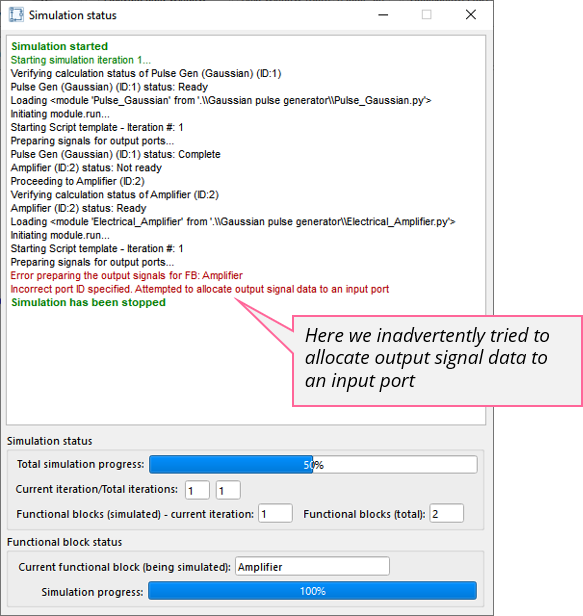 Simulation status
Simulation started
Starting simulation iteration 1...
Verifying calculation status of Pulse Gen (Gaussian) (ID:1)
Pulse Gen (Gaussian) (ID:1) status: Ready
Loading <module 'Pulse_Gaussian' from '.\\Gaussian pulse generator\\Pulse_Gaussian.py'>
Initiating module.run...
Starting Script template - Iteration #: 1
Preparing signals for output ports...
Pulse Gen (Gaussian) (ID:1) status: Complete
Amplifier (ID:2) status: Not ready
Proceeding to Amplifier (ID:2)
Verifying calculation status of Amplifier (ID:2)
Amplifier (ID:2) status: Ready
Loading <module 'Electrical_Amplifier' from '.\\Gaussian pulse generator\\Electrical_Amplifier.py'>
Initiating module.run...
Starting Script template - Iteration #: 1
Preparing signals for output ports...
Error preparing the output signals for FB: Amplifier
Incorrect port ID specified. Attempted to allocate output signal data to an input port
Simulation has been stopped
Here we inadvertently tried to
allocate output signal data to
an input port
Simulation status
Total simulation progress: 50%
Current iteration/Total iterations: 1 1
Functional blocks (simulated) - current iteration: 1 Functional blocks (total): 2
Functional block status
Current functional block (being simulated): Amplifier
Simulation progress: 100%